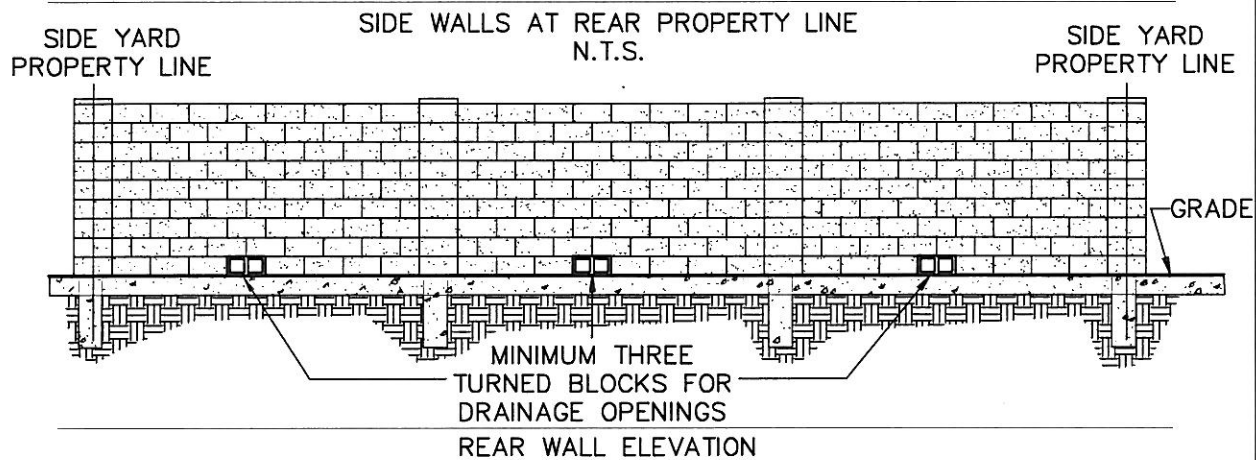 SIDE WALLS AT REAR PROPERTY LINE
N.T.S.
SIDE YARD
PROPERTY LINE
SIDE YARD
PROPERTY LINE
GRADE
MINIMUM THREE
TURNED BLOCKS FOR
DRAINAGE OPENINGS
REAR WALL ELEVATION